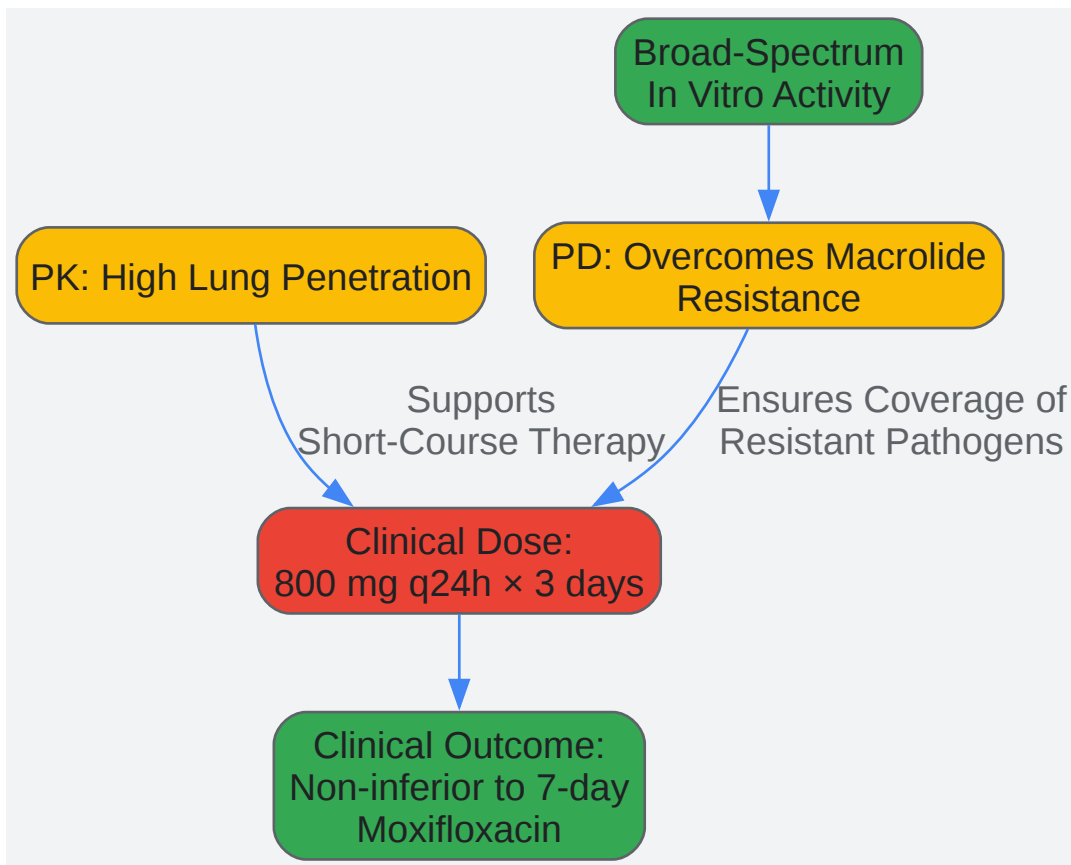 Broad-Spectrum
In Vitro Activity
PK: High Lung Penetration
PD: Overcomes Macrolide
Resistance
Supports
Short-Course Therapy
Ensures Coverage of
Resistant Pathogens
Clinical Dose:
800 mg q24h × 3 days
Clinical Outcome:
Non-inferior to 7-day
Moxifloxacin